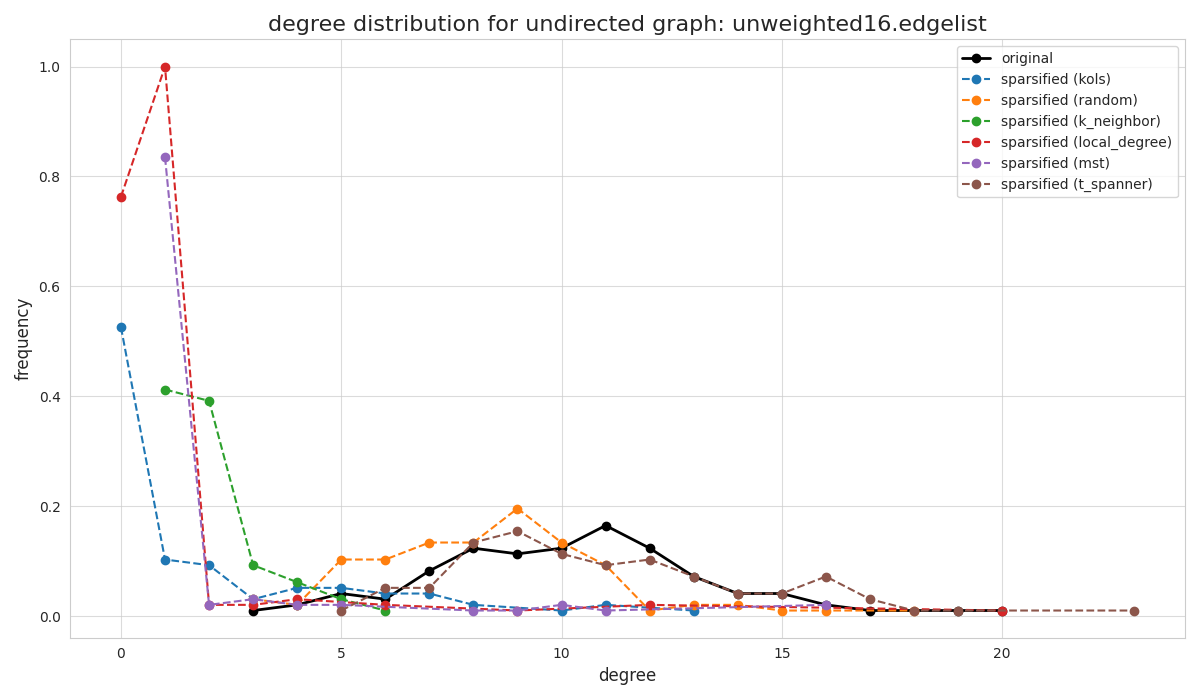 degree distribution for undirected graph: unweighted16.edgelist
original
sparsified (kols)
sparsified (random)
sparsified (k_neighbor)
sparsified (local_degree)
sparsified (mst)
sparsified (t_spanner)
frequency
1.0
0.8
0.6
0.4
0.2
0.0
0
5
10
15
20
degree